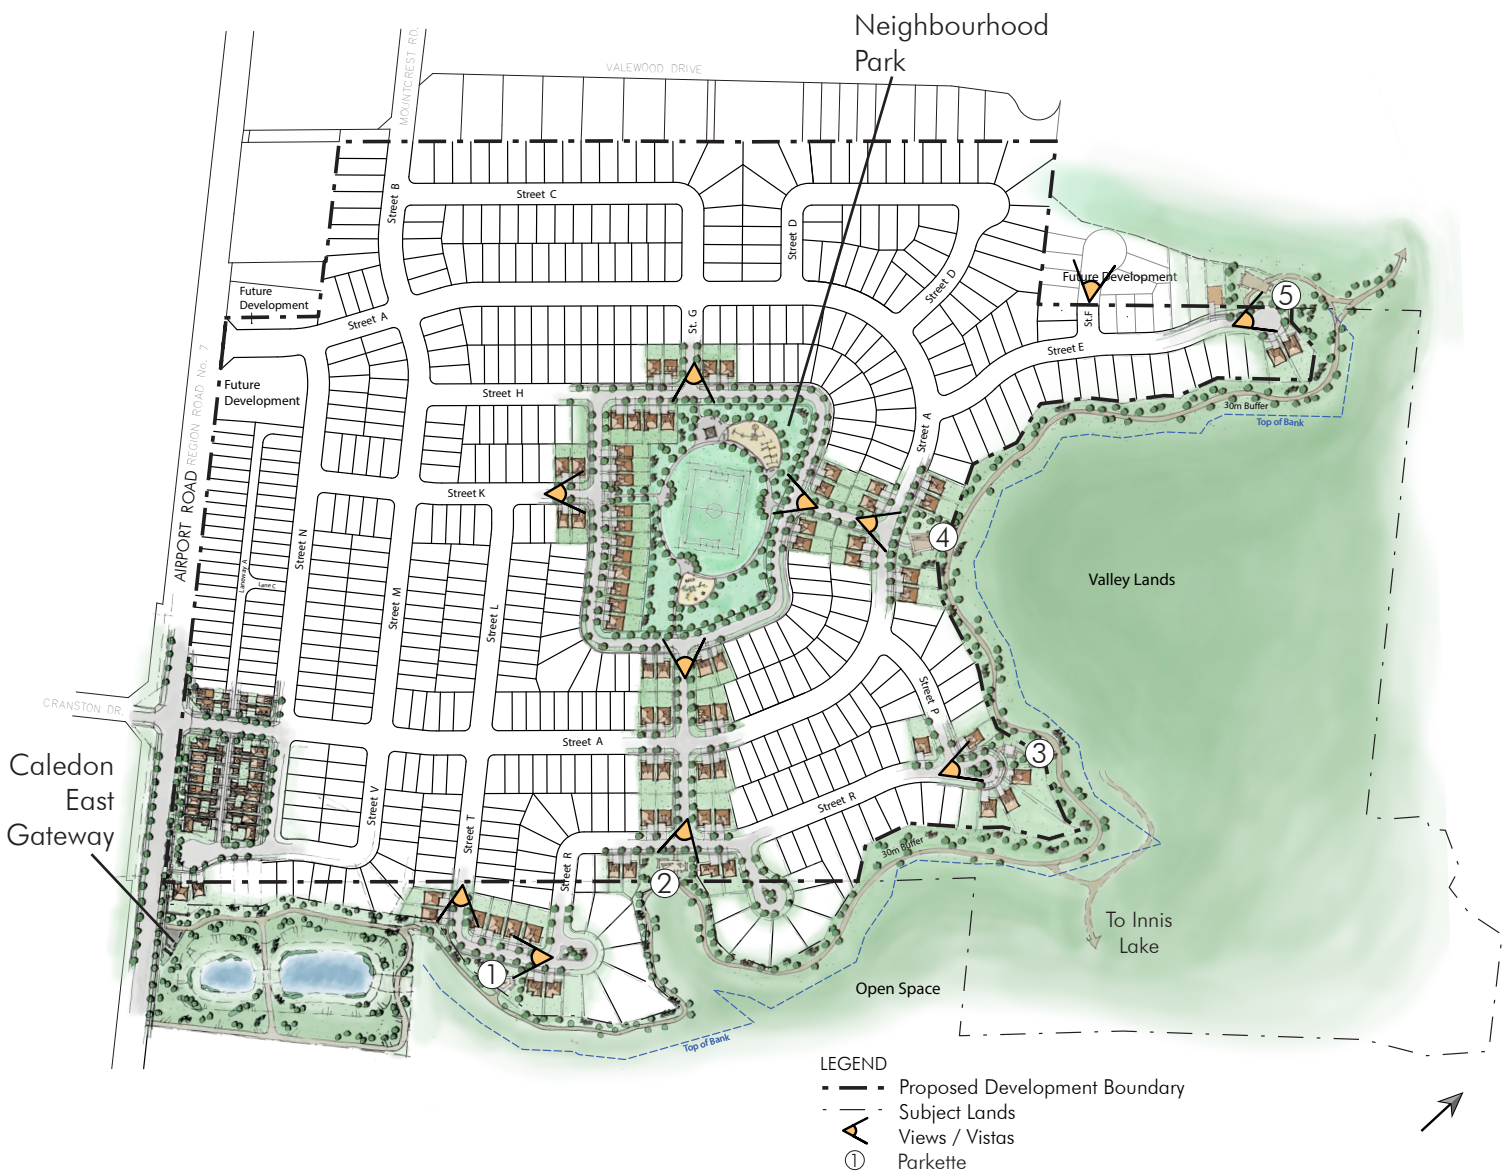 Neighbourhood
Park
MOUNTCREST RD.
VALEWOOD DRIVE
Street B
Street C
Street D
Street D
Future
Development
Future Development
5
Street A
St. G
St.F
Street E
REGION ROAD No. 7
Future
Development
Street H
30m Buffer
Top of Bank
Street A
AIRPORT ROAD
Street K
Street N
4
Laneway A
Lane C
Street M
Street L
Valley Lands
CRANSTON DR.
Street P
Street A
3
Caledon
East
Gateway
Street V
Street T
Street R
Street R
30m Buffer
2
To Innis
Lake
1
Open Space
Top of Bank
LEGEND
Proposed Development Boundary
Subject Lands
Views / Vistas
1 Parkette